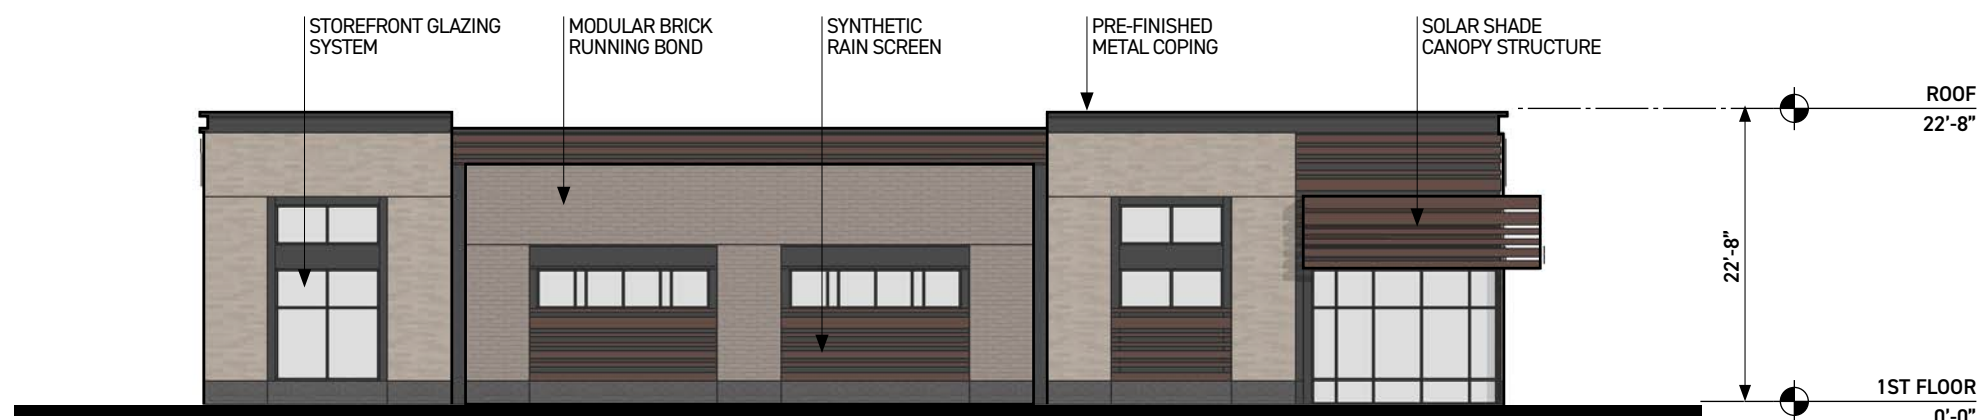 STOREFRONT GLAZING
SYSTEM
MODULAR BRICK
RUNNING BOND
SYNTHETIC
RAIN SCREEN
PRE-FINISHED
METAL COPING
SOLAR SHADE
CANOPY STRUCTURE
ROOF
22'-8"
22'-8"
1ST FLOOR
0'-0"